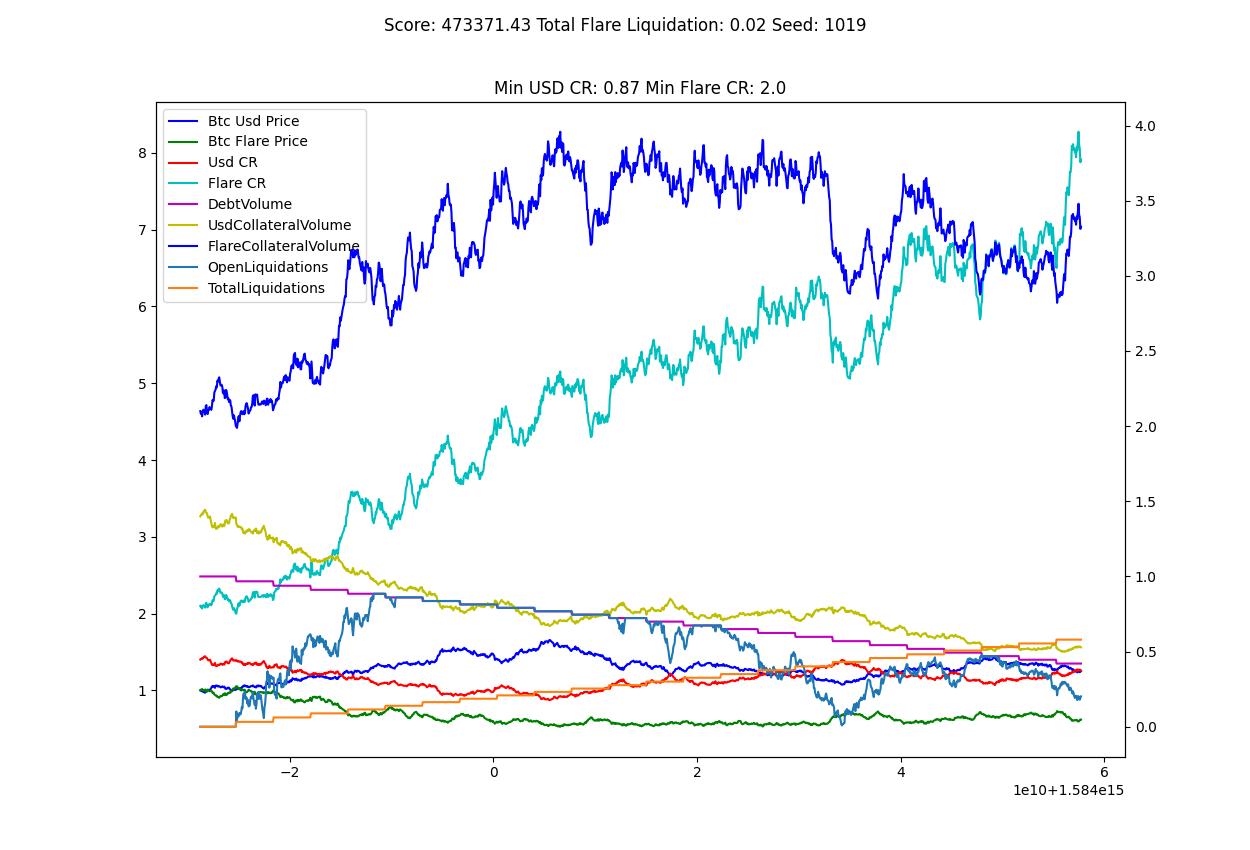 Score: 473371.43 Total Flare Liquidation: 0.02 Seed: 1019
Min USD CR: 0.87 Min Flare CR: 2.0
Btc Usd Price
Btc Flare Price
Usd CR
Flare CR
DebtVolume
UsdCollateralVolume
FlareCollateralVolume
OpenLiquidations
TotalLiquidations
8
7
6
5
4
3
2
1
4.0
3.5
3.0
2.5
2.0
1.5
1.0
0.5
0.0
−2
0
2
4
6
1e10+1.584e15